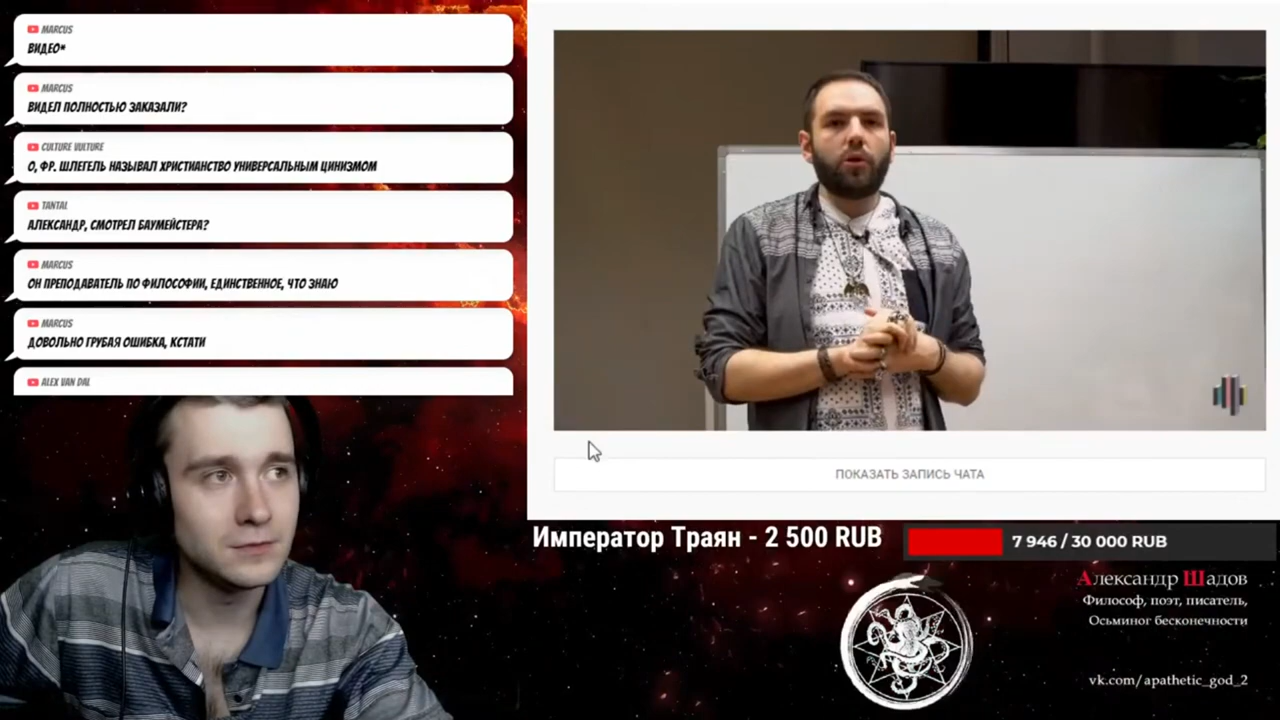 MARCUS
ВИДЕО*
MARCUS
ВИДЕЛ ПОЛНОСТЬЮ ЗАКАЗАЛИ?
CULTURE VULTURE
О, ФР. ШЛЕГЕЛЬ НАЗЫВАЛ ХРИСТИАНСТВО УНИВЕРСАЛЬНЫМ ЦИНИЗМОМ
TANTAL
АЛЕКСАНДР, СМОТРЕЛ БАУМЕЙСТЕРА?
MARCUS
ОН ПРЕПОДАВАТЕЛЬ ПО ФИЛОСОФИИ, ЕДИНСТВЕННОЕ, ЧТО ЗНАЮ
MARCUS
ДОВОЛЬНО ГРУБАЯ ОШИБКА, КСТАТИ
ALEX VAN DAL
ПОКАЗАТЬ ЗАПИСЬ ЧАТА
Император Траян - 2 500 RUB
7 946 / 30 000 RUB
Александр Шадов
Философ, поэт, писатель,
Осьминог бесконечности
vk.com/apathetic_god_2